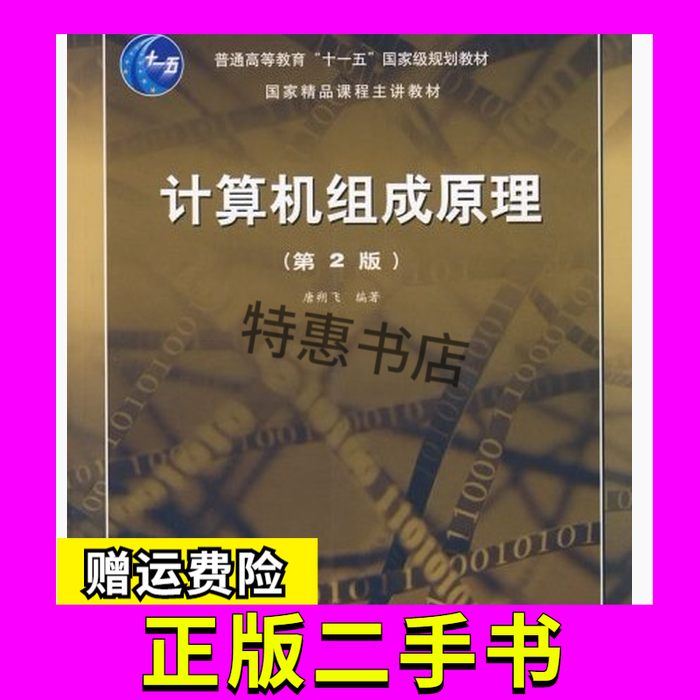 十一五
普通高等教育“十一五”国家级规划教材
国家精品课程主讲教材
计算机组成原理
（第2版）
唐朔飞 编著
特惠书店
赠运费险
正版二手书